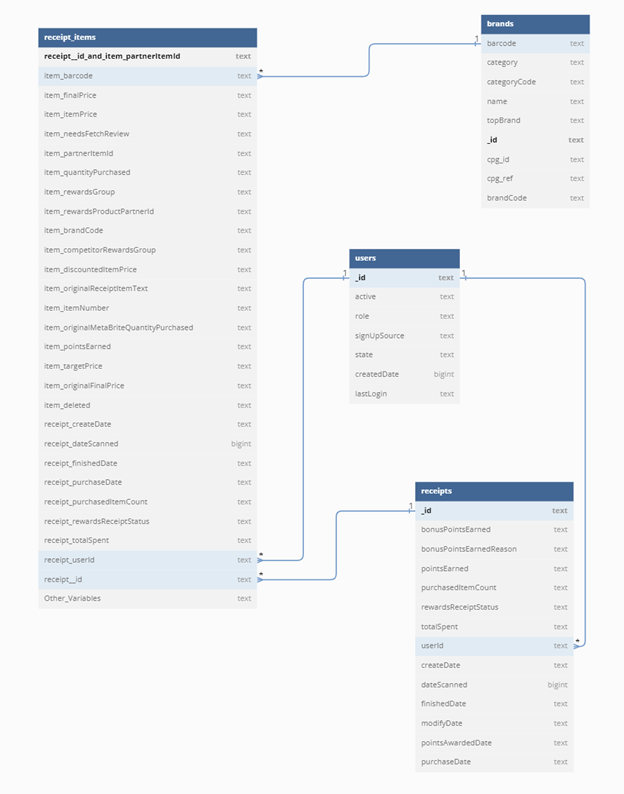 receipt_items
receipt__id_and_item_partnerItemId text
item_barcode text
item_finalPrice text
item_itemPrice text
item_needsFetchReview text
item_partnerItemId text
item_quantityPurchased text
item_rewardsGroup text
item_rewardsProductPartnerId text
item_brandCode text
item_competitorRewardsGroup text
item_discountedItemPrice text
item_originalReceiptItemText text
item_itemNumber text
item_originalMetaBriteQuantityPurchased text
item_pointsEarned text
item_targetPrice text
item_originalFinalPrice text
item_deleted text
receipt_createDate text
receipt_dateScanned bigint
receipt_finishedDate text
receipt_purchaseDate text
receipt_purchasedItemCount text
receipt_rewardsReceiptStatus text
receipt_totalSpent text
receipt_userId text
receipt__id text
Other_Variables text
*
*
*
brands
1
barcode text
category text
categoryCode text
name text
topBrand text
_id text
cpg_id text
cpg_ref text
brandCode text
users
1
_id text
1
active text
role text
signUpSource text
state text
createdDate bigint
lastLogin text
receipts
1
_id text
bonusPointsEarned text
bonusPointsEarnedReason text
pointsEarned text
purchasedItemCount text
rewardsReceiptStatus text
totalSpent text
userId text
*
createDate text
dateScanned bigint
finishedDate text
modifyDate text
pointsAwardedDate text
purchaseDate text